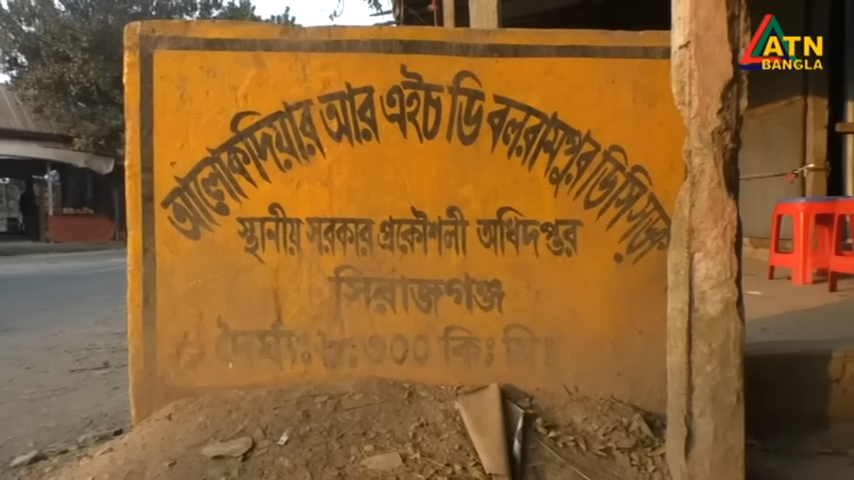 ATN
BANGLA
আলোকদিয়ার আর এইচ ডি বলরামপুর ডিসি সড়ক
স্থানীয় সরকার প্রকৌশলী অধিদপ্তর
সিরাজগঞ্জ
দৈর্ঘ্যঃ ৮.৩০০ কিঃ মিঃ